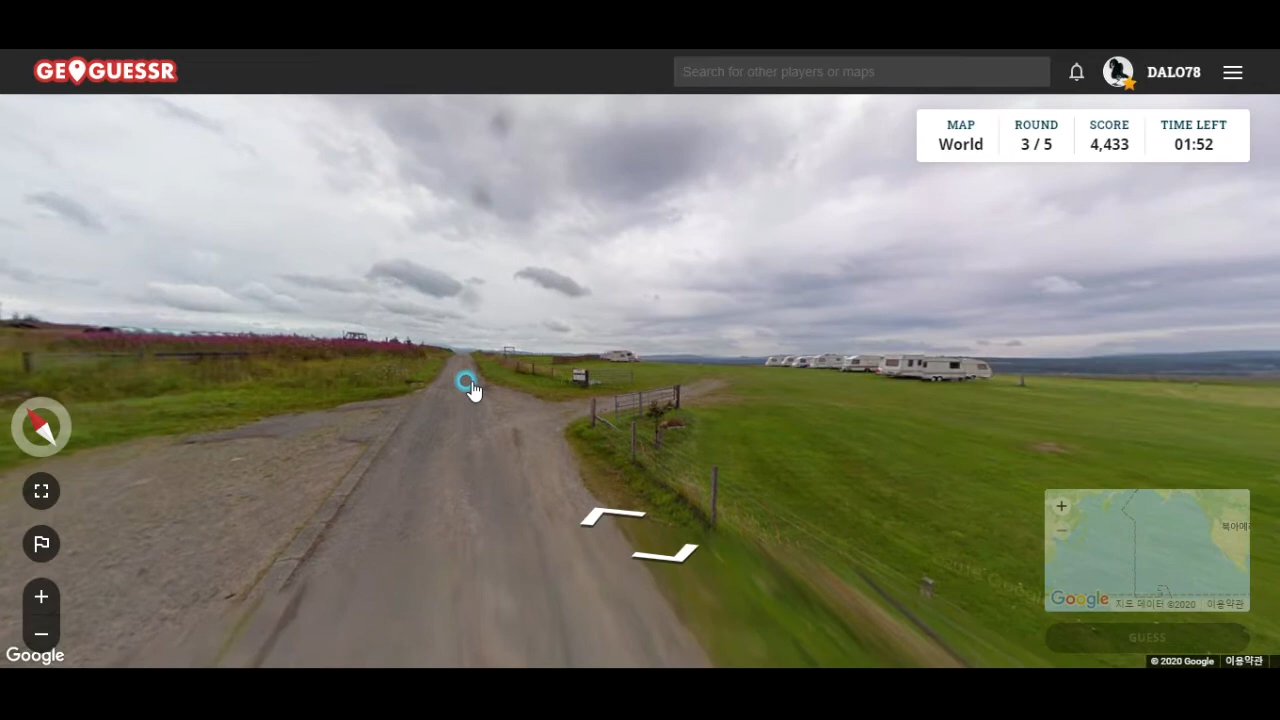 GEOGUESSR
Search for other players or maps
DALO78
MAP
World
ROUND
3 / 5
SCORE
4,433
TIME LEFT
01:52
+
−
북아메
Google
지도 데이터 ©2020
이용약관
GUESS
+
−
Google
© 2020 Google
이용약관